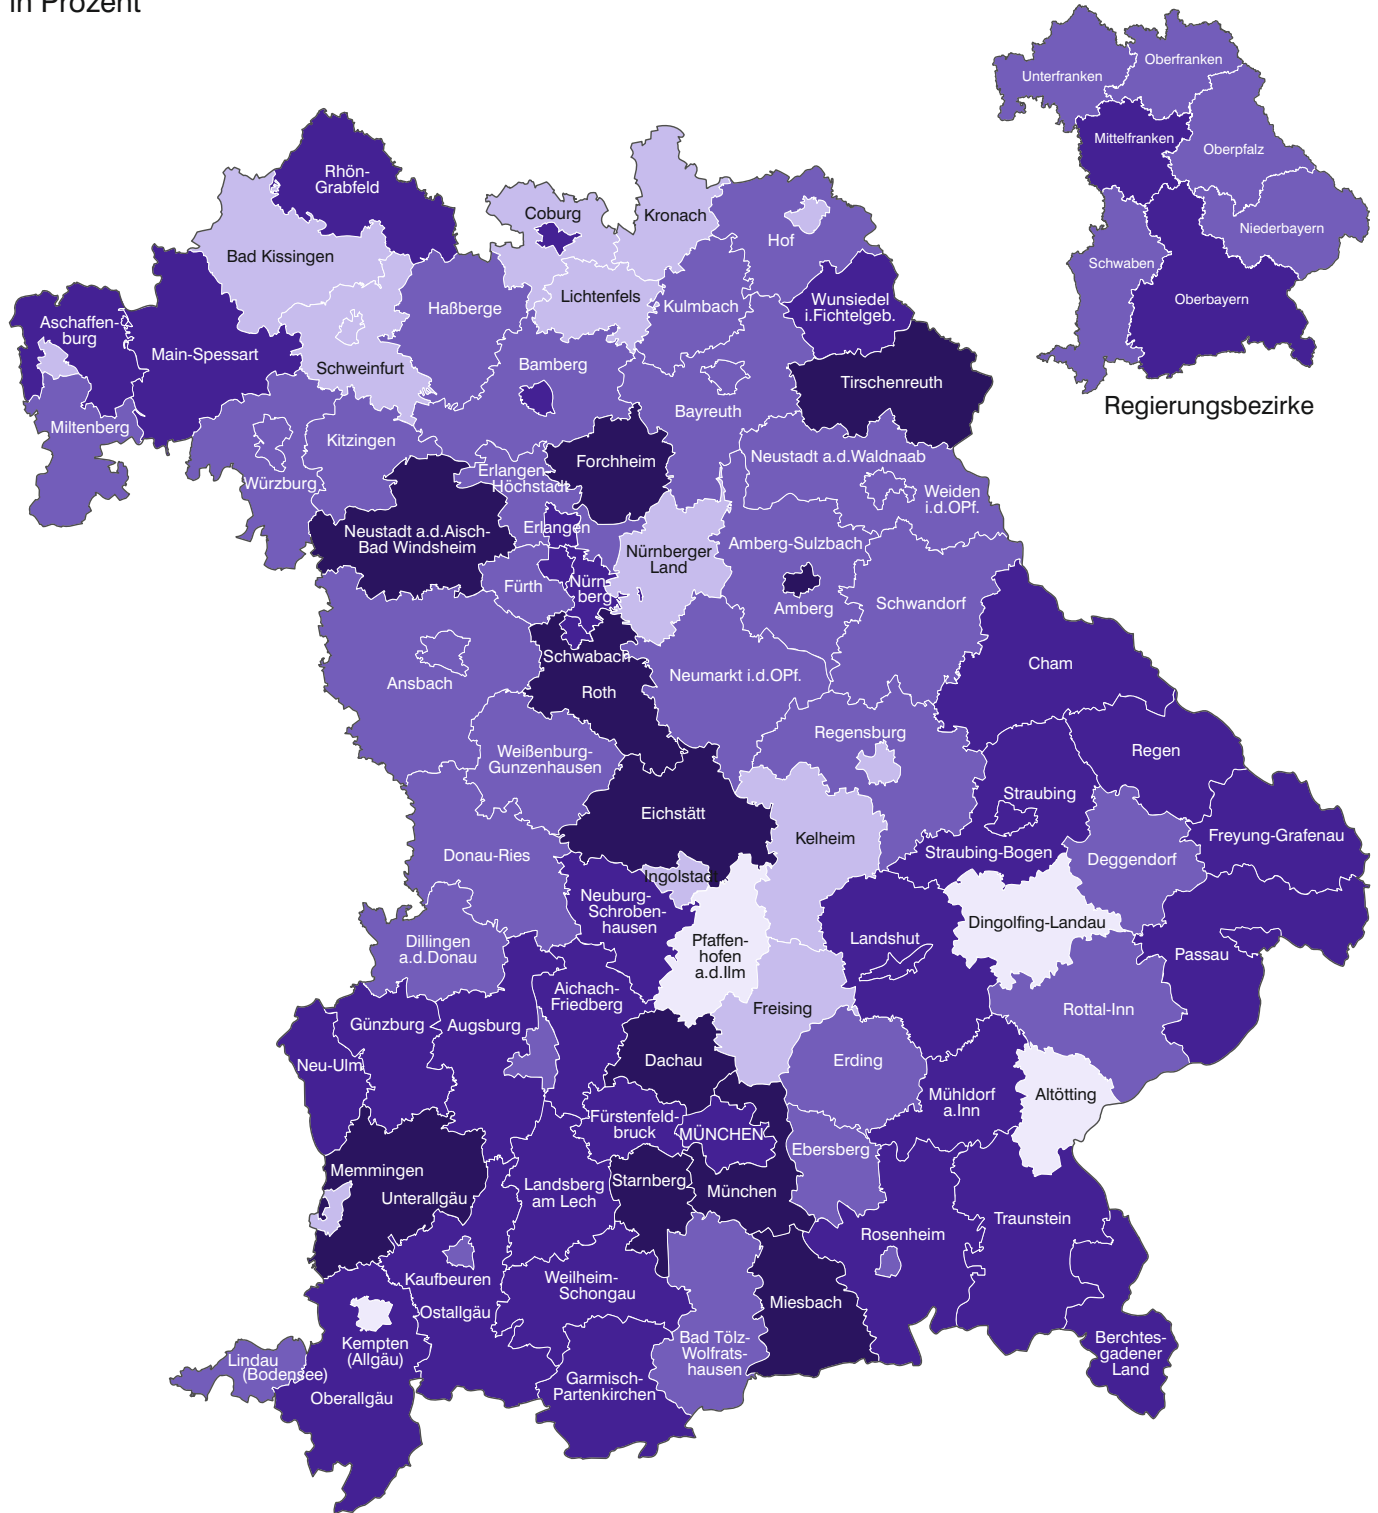 in Prozent
Unterfranken
Oberfranken
Mittelfranken
Oberpfalz
Niederbayern
Schwaben
Oberbayern
Regierungsbezirke
Rhön-
Grabfeld
Coburg
Kronach
Hof
Bad Kissingen
Lichtenfels
Kulmbach
Haßberge
Wunsiedel
i.Fichtelgeb.
Aschaffen-
burg
Main-Spessart
Schweinfurt
Bamberg
Tirschenreuth
Bayreuth
Miltenberg
Kitzingen
Würzburg
Forchheim
Erlangen-
Höchstadt
Neustadt a.d.Waldnaab
Weiden
i.d.OPf.
Neustadt a.d.Aisch-
Bad Windsheim
Erlangen
Nürnberger
Land
Amberg-Sulzbach
Fürth
Nürn-
berg
Amberg
Schwandorf
Schwabach
Roth
Ansbach
Neumarkt i.d.OPf.
Cham
Regensburg
Weißenburg-
Gunzenhausen
Regen
Straubing
Eichstätt
Kelheim
Freyung-Grafenau
Straubing-Bogen
Deggendorf
Donau-Ries
Ingolstadt
Neuburg-
Schroben-
hausen
Dingolfing-Landau
Dillingen
a.d.Donau
Pfaffen-
hofen
a.d.Ilm
Landshut
Passau
Aichach-
Friedberg
Freising
Rottal-Inn
Günzburg
Augsburg
Neu-Ulm
Dachau
Erding
Mühldorf
a.Inn
Altötting
Fürstenfeld-
bruck
MÜNCHEN
Ebersberg
Memmingen
Unterallgäu
Landsberg
am Lech
Starnberg
München
Traunstein
Rosenheim
Kaufbeuren
Weilheim-
Schongau
Ostallgäu
Miesbach
Kempten
(Allgäu)
Bad Tölz-
Wolfrats-
hausen
Berchtes-
gadener
Land
Lindau
(Bodensee)
Oberallgäu
Garmisch-
Partenkirchen